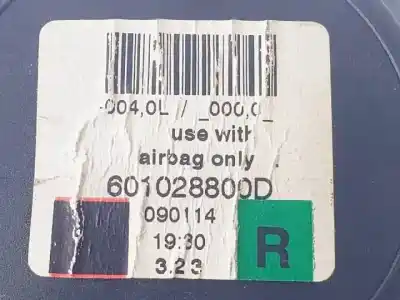 004,0L / _000,0_
use with
airbag only
601028800D
090114
19:30
3.23
R